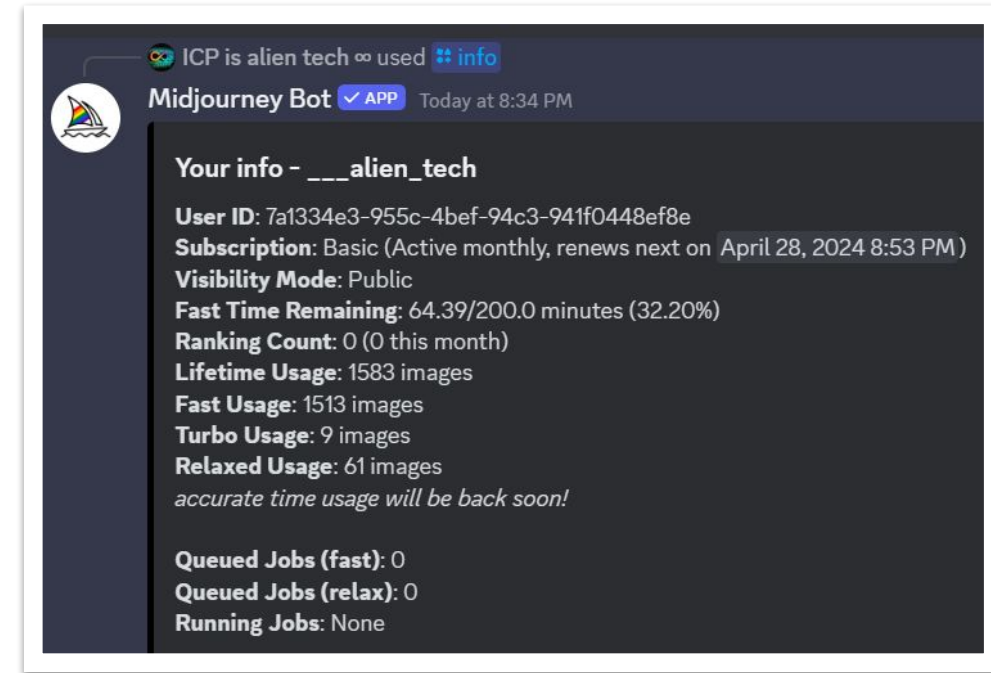 ICP is alien tech ∞ used info
Midjourney Bot ✓ APP Today at 8:34 PM
Your info - ___alien_tech
User ID: 7a1334e3-955c-4bef-94c3-941f0448ef8e
Subscription: Basic (Active monthly, renews next on April 28, 2024 8:53 PM)
Visibility Mode: Public
Fast Time Remaining: 64.39/200.0 minutes (32.20%)
Ranking Count: 0 (0 this month)
Lifetime Usage: 1583 images
Fast Usage: 1513 images
Turbo Usage: 9 images
Relaxed Usage: 61 images
accurate time usage will be back soon!
Queued Jobs (fast): 0
Queued Jobs (relax): 0
Running Jobs: None